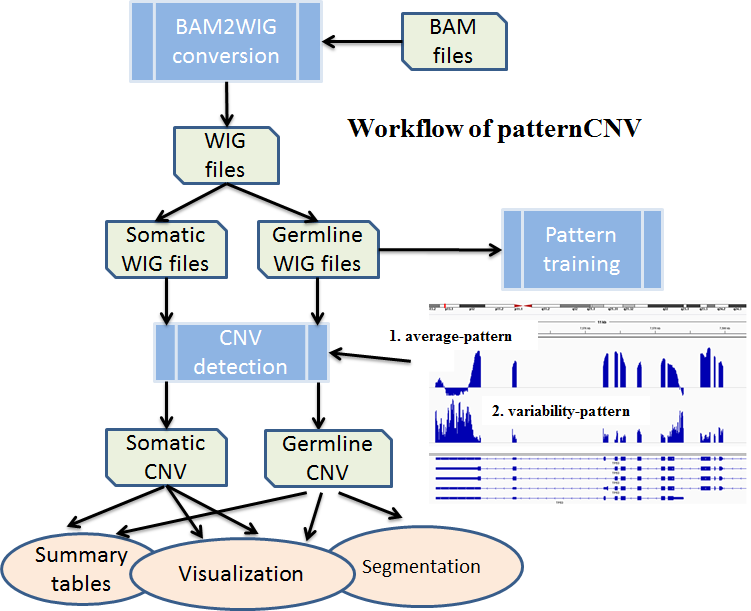 BAM2WIG
conversion
BAM
files
Workflow of patternCNV
WIG
files
Somatic
WIG files
Germline
WIG files
Pattern
training
CNV
detection
1. average-pattern
2. variability-pattern
Somatic
CNV
Germline
CNV
Summary
tables
Visualization
Segmentation